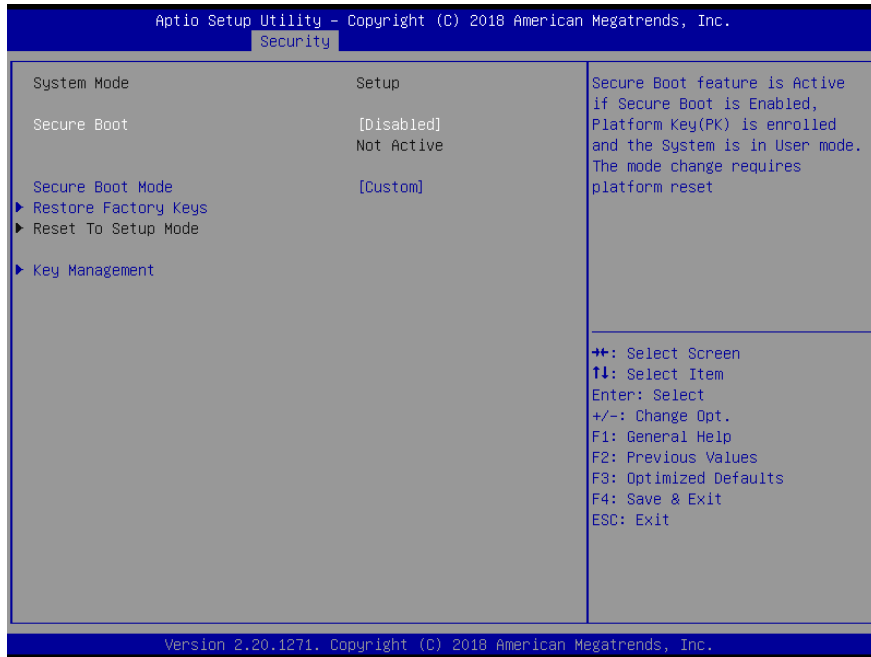 Aptio Setup Utility – Copyright (C) 2018 American Megatrends, Inc.
Security
System Mode Setup
Secure Boot [Disabled]
Not Active
Secure Boot Mode [Custom]
▶ Restore Factory Keys
▶ Reset To Setup Mode
▶ Key Management
Secure Boot feature is Active
if Secure Boot is Enabled,
Platform Key(PK) is enrolled
and the System is in User mode.
The mode change requires
platform reset
→←: Select Screen
↑↓: Select Item
Enter: Select
+/-: Change Opt.
F1: General Help
F2: Previous Values
F3: Optimized Defaults
F4: Save & Exit
ESC: Exit
Version 2.20.1271. Copyright (C) 2018 American Megatrends, Inc.